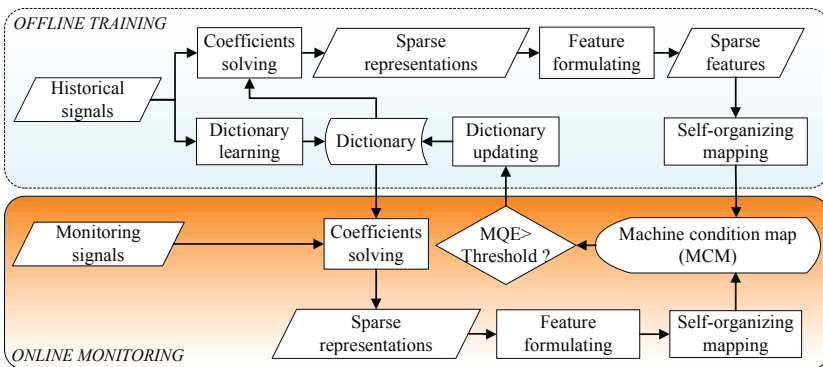 OFFLINE TRAINING
Coefficients
solving
Sparse
representations
Feature
formulating
Sparse
features
Historical
signals
Dictionary
learning
Dictionary
Dictionary
updating
Self-organizing
mapping
Monitoring
signals
Coefficients
solving
MQE>
Threshold ?
Machine condition map
(MCM)
Sparse
representations
Feature
formulating
Self-organizing
mapping
ONLINE MONITORING